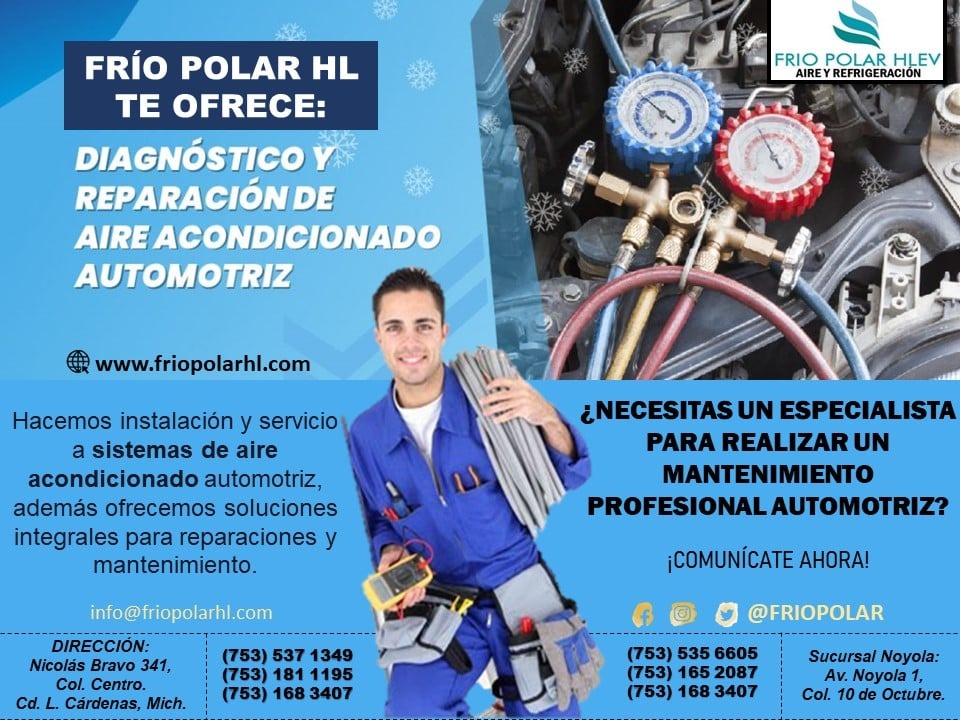 FRIO POLAR HLEV
AIRE Y REFRIGERACIÓN
FRÍO POLAR HL
TE OFRECE:
DIAGNÓSTICO Y
REPARACIÓN DE
AIRE ACONDICIONADO
AUTOMOTRIZ
www.friopolarhl.com
Hacemos instalación y servicio
a sistemas de aire
acondicionado automotriz,
además ofrecemos soluciones
integrales para reparaciones y
mantenimiento.
info@friopolarhl.com
¿NECESITAS UN ESPECIALISTA
PARA REALIZAR UN
MANTENIMIENTO
PROFESIONAL AUTOMOTRIZ?
¡COMUNÍCATE AHORA!
@FRIOPOLAR
DIRECCIÓN:
Nicolás Bravo 341,
Col. Centro.
Cd. L. Cárdenas, Mich.
(753) 537 1349
(753) 181 1195
(753) 168 3407
(753) 535 6605
(753) 165 2087
(753) 168 3407
Sucursal Noyola:
Av. Noyola 1,
Col. 10 de Octubre.